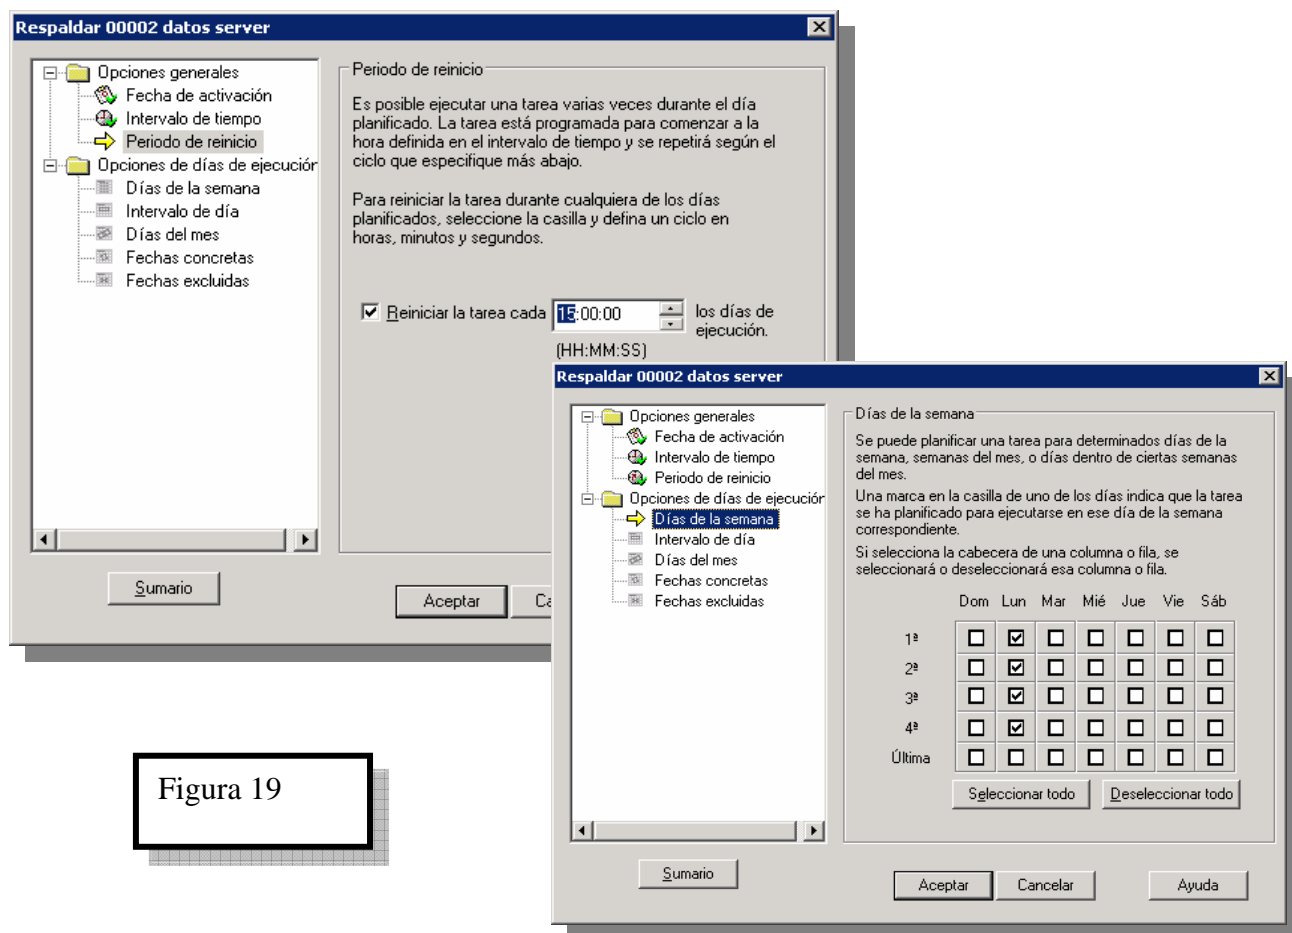 Respaldar 00002 datos server
Opciones generales
Fecha de activación
Intervalo de tiempo
Periodo de reinicio
Opciones de días de ejecución
Días de la semana
Intervalo de día
Días del mes
Fechas concretas
Fechas excluidas
Sumario
Periodo de reinicio
Es posible ejecutar una tarea varias veces durante el día
planificado. La tarea está programada para comenzar a la
hora definida en el intervalo de tiempo y se repetirá según el
ciclo que especifique más abajo.
Para reiniciar la tarea durante cualquiera de los días
planificados, seleccione la casilla y defina un ciclo en
horas, minutos y segundos.
Reiniciar la tarea cada 15:00:00 los días de
ejecución.
(HH:MM:SS)
Aceptar Ca
Respaldar 00002 datos server
Opciones generales
Fecha de activación
Intervalo de tiempo
Periodo de reinicio
Opciones de días de ejecución
Días de la semana
Intervalo de día
Días del mes
Fechas concretas
Fechas excluidas
Sumario
Días de la semana
Se puede planificar una tarea para determinados días de la
semana, semanas del mes, o días dentro de ciertas semanas
del mes.
Una marca en la casilla de uno de los días indica que la tarea
se ha planificado para ejecutarse en ese día de la semana
correspondiente.
Si selecciona la cabecera de una columna o fila, se
seleccionará o deseleccionará esa columna o fila.
Dom Lun Mar Mié Jue Vie Sáb
1ª
2ª
3ª
4ª
Última
Seleccionar todo Deseleccionar todo
Aceptar Cancelar Ayuda
Figura 19